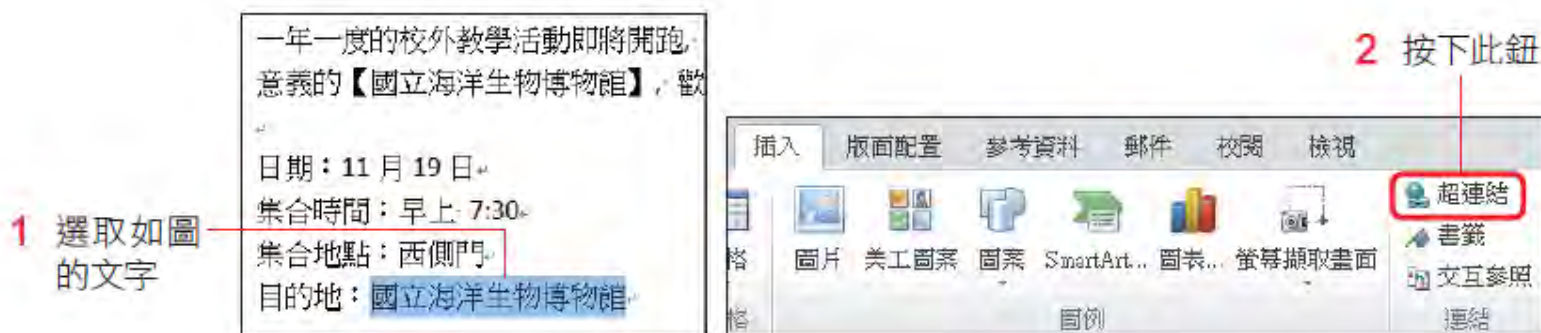 一年一度的校外教學活動即將開跑,
意義的【國立海洋生物博物館】,歡
日期：11 月 19 日
集合時間：早上 7:30
集合地點：西側門
目的地：國立海洋生物博物館
1 選取如圖
的文字
2 按下此鈕
插入 版面配置 參考資料 郵件 校閱 檢視
格 圖片 美工圖案 圖案 SmartArt... 圖表... 螢幕擷取畫面
超連結
書籤
交互參照
格 圖例 連結